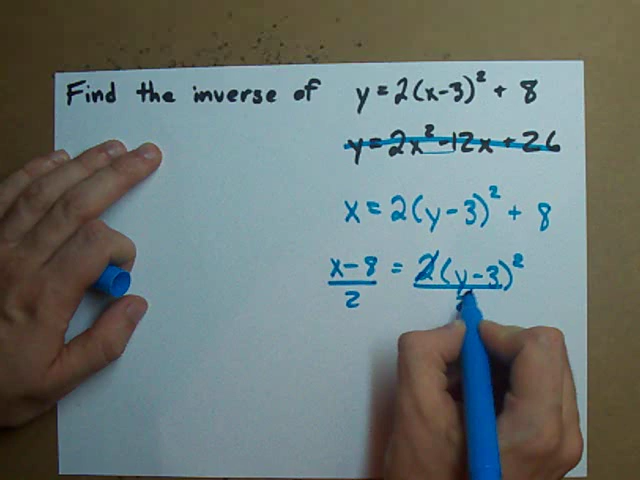 Find the inverse of y = 2(x-3)² + 8
y = 2x² - 12x + 26
x = 2(y-3)² + 8
x-8 = 2(y-3)²
2 2